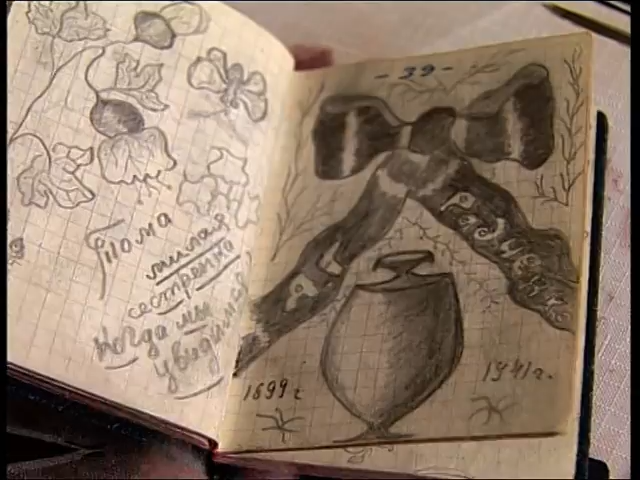 Тома
милая
сестренка
Когда мы
увидимся
- 39 -
1899 г
1941 г.